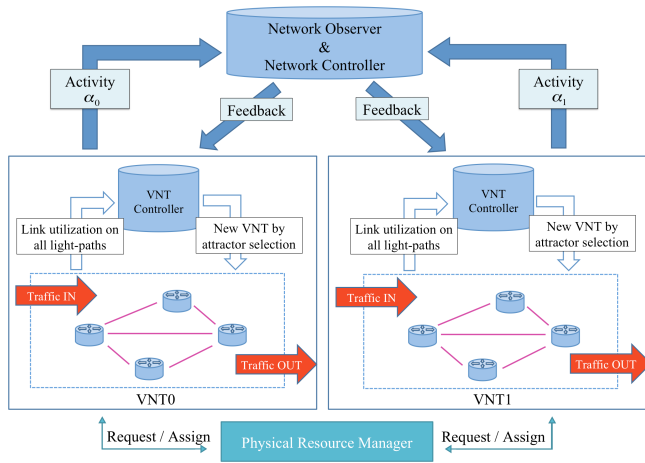 Network Observer
&
Network Controller
Activity
α0
Feedback
Feedback
Activity
α1
VNT
Controller
Link utilization on
all light-paths
New VNT by
attractor selection
Traffic IN
Traffic OUT
VNT0
VNT
Controller
Link utilization on
all light-paths
New VNT by
attractor selection
Traffic IN
Traffic OUT
VNT1
Request / Assign
Physical Resource Manager
Request / Assign